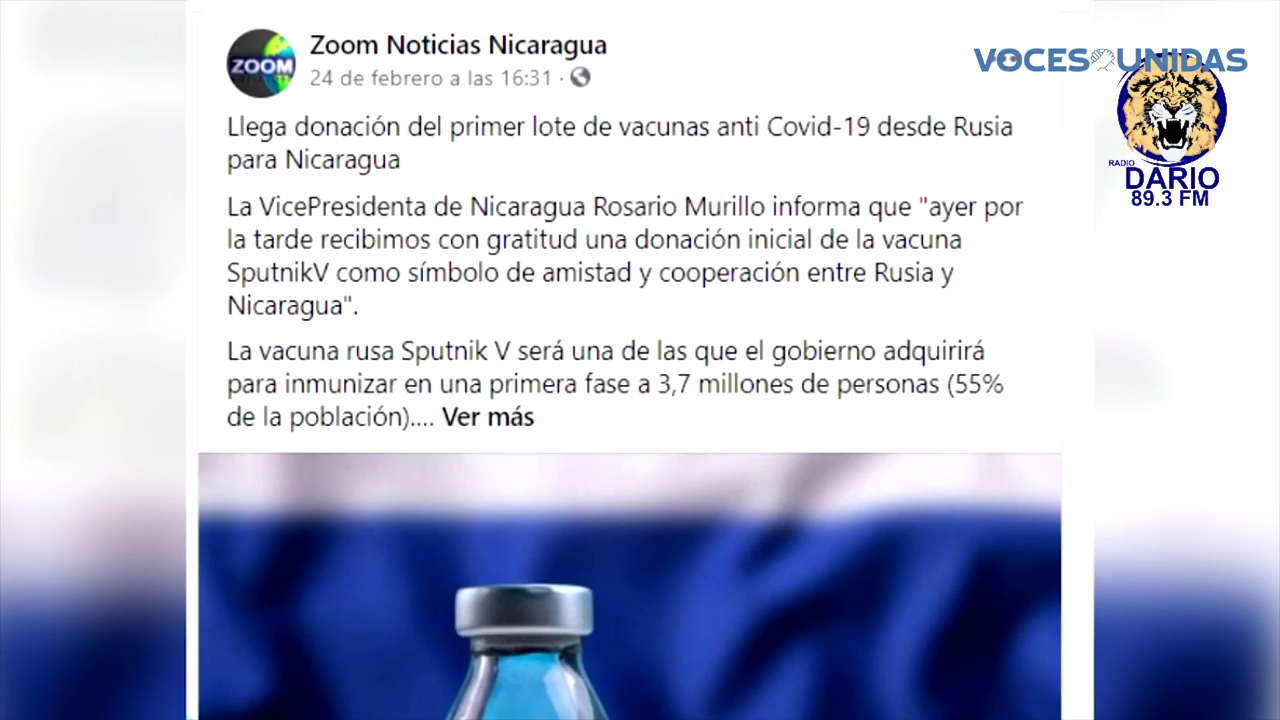 Zoom Noticias Nicaragua
24 de febrero a las 16:31 ·
ZOOM
VOCES UNIDAS
RADIO
DARIO
89.3 FM
Llega donación del primer lote de vacunas anti Covid-19 desde Rusia
para Nicaragua
La VicePresidenta de Nicaragua Rosario Murillo informa que "ayer por
la tarde recibimos con gratitud una donación inicial de la vacuna
SputnikV como símbolo de amistad y cooperación entre Rusia y
Nicaragua".
La vacuna rusa Sputnik V será una de las que el gobierno adquirirá
para inmunizar en una primera fase a 3,7 millones de personas (55%
de la población).... Ver más